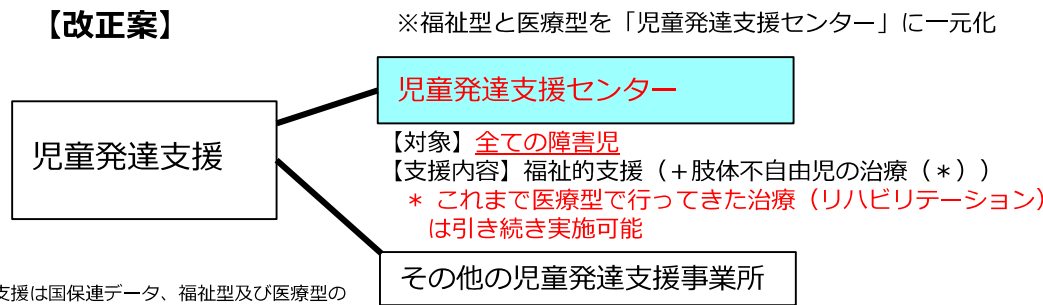 【改正案】
※福祉型と医療型を「児童発達支援センター」に一元化
児童発達支援センター
児童発達支援
【対象】全ての障害児
【支援内容】福祉的支援（＋肢体不自由児の治療（＊））
＊ これまで医療型で行ってきた治療（リハビリテーション）
は引き続き実施可能
その他の児童発達支援事業所
支援は国保連データ、福祉型及び医療型の